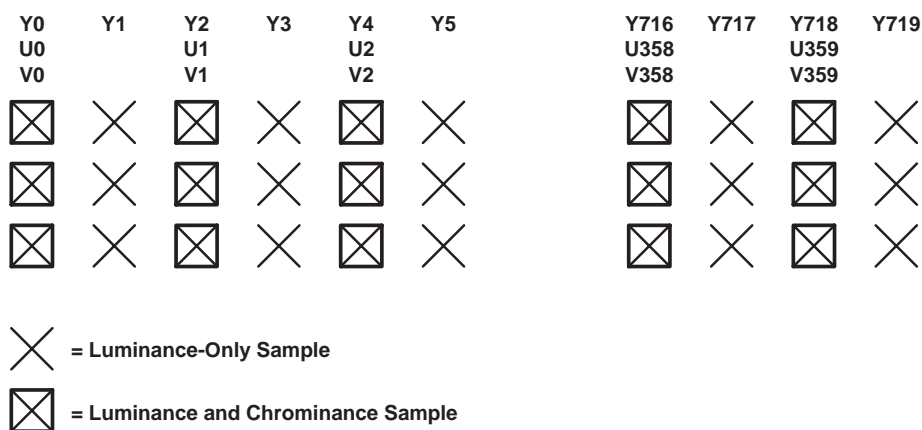 Y0 Y1 Y2 Y3 Y4 Y5 Y716 Y717 Y718 Y719
U0 U1 U2 U358 U359
V0 V1 V2 V358 V359
= Luminance-Only Sample
= Luminance and Chrominance Sample